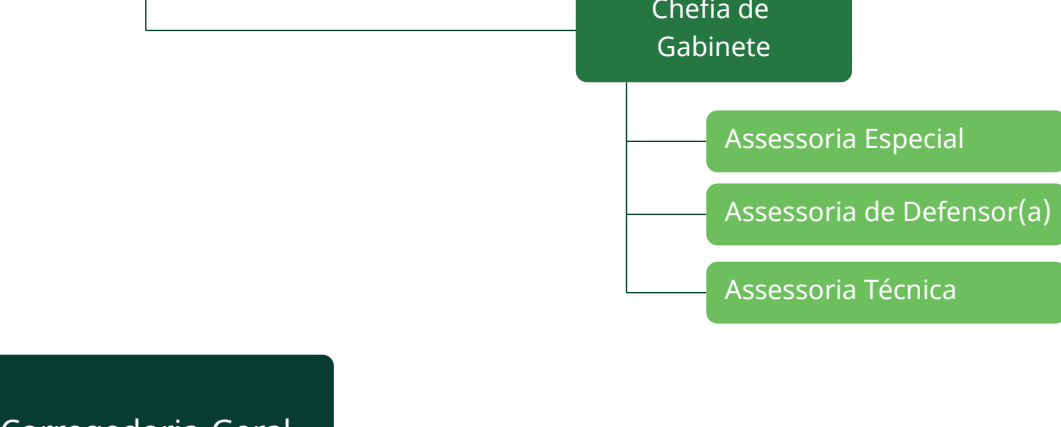 Chefia de
Gabinete
Assessoria Especial
Assessoria de Defensor(a)
Assessoria Técnica
Corregedoria-Geral